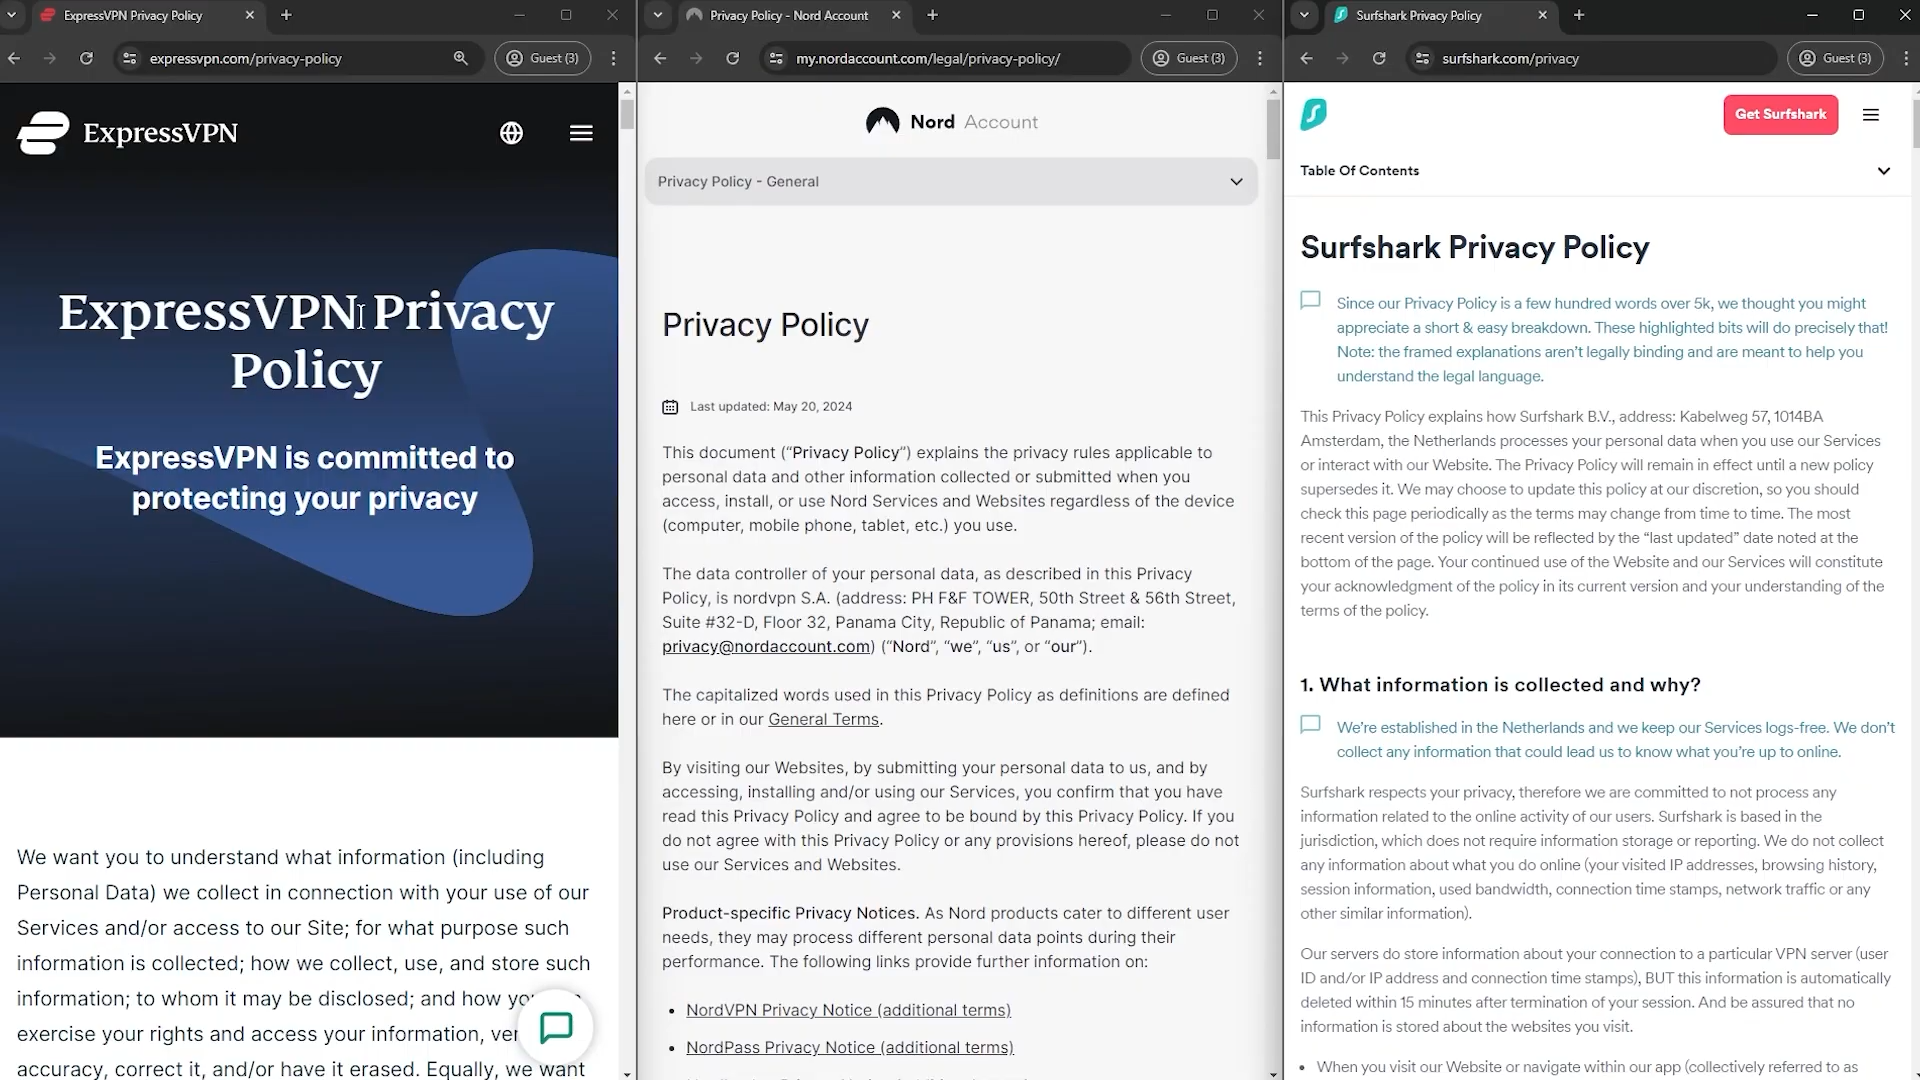 ExpressVPN Privacy Policy
expressvpn.com/privacy-policy
Guest (3)
ExpressVPN
ExpressVPN Privacy
Policy
ExpressVPN is committed to
protecting your privacy
We want you to understand what information (including
Personal Data) we collect in connection with your use of our
Services and/or access to our Site; for what purpose such
information is collected; how we collect, use, and store such
information; to whom it may be disclosed; and how
exercise your rights and access your information,
accuracy, correct it, and/or have it erased. Equally, we want
Privacy Policy - Nord Account
my.nordaccount.com/legal/privacy-policy/
Guest (3)
Nord Account
Privacy Policy - General
Privacy Policy
Last updated: May 20, 2024
This document (“Privacy Policy”) explains the privacy rules applicable to
personal data and other information collected or submitted when you
access, install, or use Nord Services and Websites regardless of the device
(computer, mobile phone, tablet, etc.) you use.
The data controller of your personal data, as described in this Privacy
Policy, is nordvpn S.A. (address: PH F&F TOWER, 50th Street & 56th Street,
Suite #32-D, Floor 32, Panama City, Republic of Panama; email:
privacy@nordaccount.com) (“Nord”, “we”, “us”, or “our”).
The capitalized words used in this Privacy Policy as definitions are defined
here or in our General Terms.
By visiting our Websites, by submitting your personal data to us, and by
accessing, installing and/or using our Services, you confirm that you have
read this Privacy Policy and agree to be bound by this Privacy Policy. If you
do not agree with this Privacy Policy or any provisions hereof, please do not
use our Services and Websites.
Product-specific Privacy Notices. As Nord products cater to different user
needs, they may process different personal data points during their
performance. The following links provide further information on:
• NordVPN Privacy Notice (additional terms)
• NordPass Privacy Notice (additional terms)
Surfshark Privacy Policy
surfshark.com/privacy
Guest (3)
Get Surfshark
Table Of Contents
Surfshark Privacy Policy
Since our Privacy Policy is a few hundred words over 5k, we thought you might
appreciate a short & easy breakdown. These highlighted bits will do precisely that!
Note: the framed explanations aren’t legally binding and are meant to help you
understand the legal language.
This Privacy Policy explains how Surfshark B.V., address: Kabelweg 57, 1014BA
Amsterdam, the Netherlands processes your personal data when you use our Services
or interact with our Website. The Privacy Policy will remain in effect until a new policy
supersedes it. We may choose to update this policy at our discretion, so you should
check this page periodically as the terms may change from time to time. The most
recent version of the policy will be reflected by the “last updated” date noted at the
bottom of the page. Your continued use of the Website and our Services will constitute
your acknowledgment of the policy in its current version and your understanding of the
terms of the policy.
1. What information is collected and why?
We’re established in the Netherlands and we keep our Services logs-free. We don’t
collect any information that could lead us to know what you’re up to online.
Surfshark respects your privacy, therefore we are committed to not process any
information related to the online activity of our users. Surfshark is based in the
jurisdiction, which does not require information storage or reporting. We do not collect
any information about what you do online (your visited IP addresses, browsing history,
session information, used bandwidth, connection time stamps, network traffic or any
other similar information).
Our servers do store information about your connection to a particular VPN server (user
ID and/or IP address and connection time stamps), BUT this information is automatically
deleted within 15 minutes after termination of your session. And be assured that no
information is stored about the websites you visit.
• When you visit our Website or navigate within our app (collectively referred to as